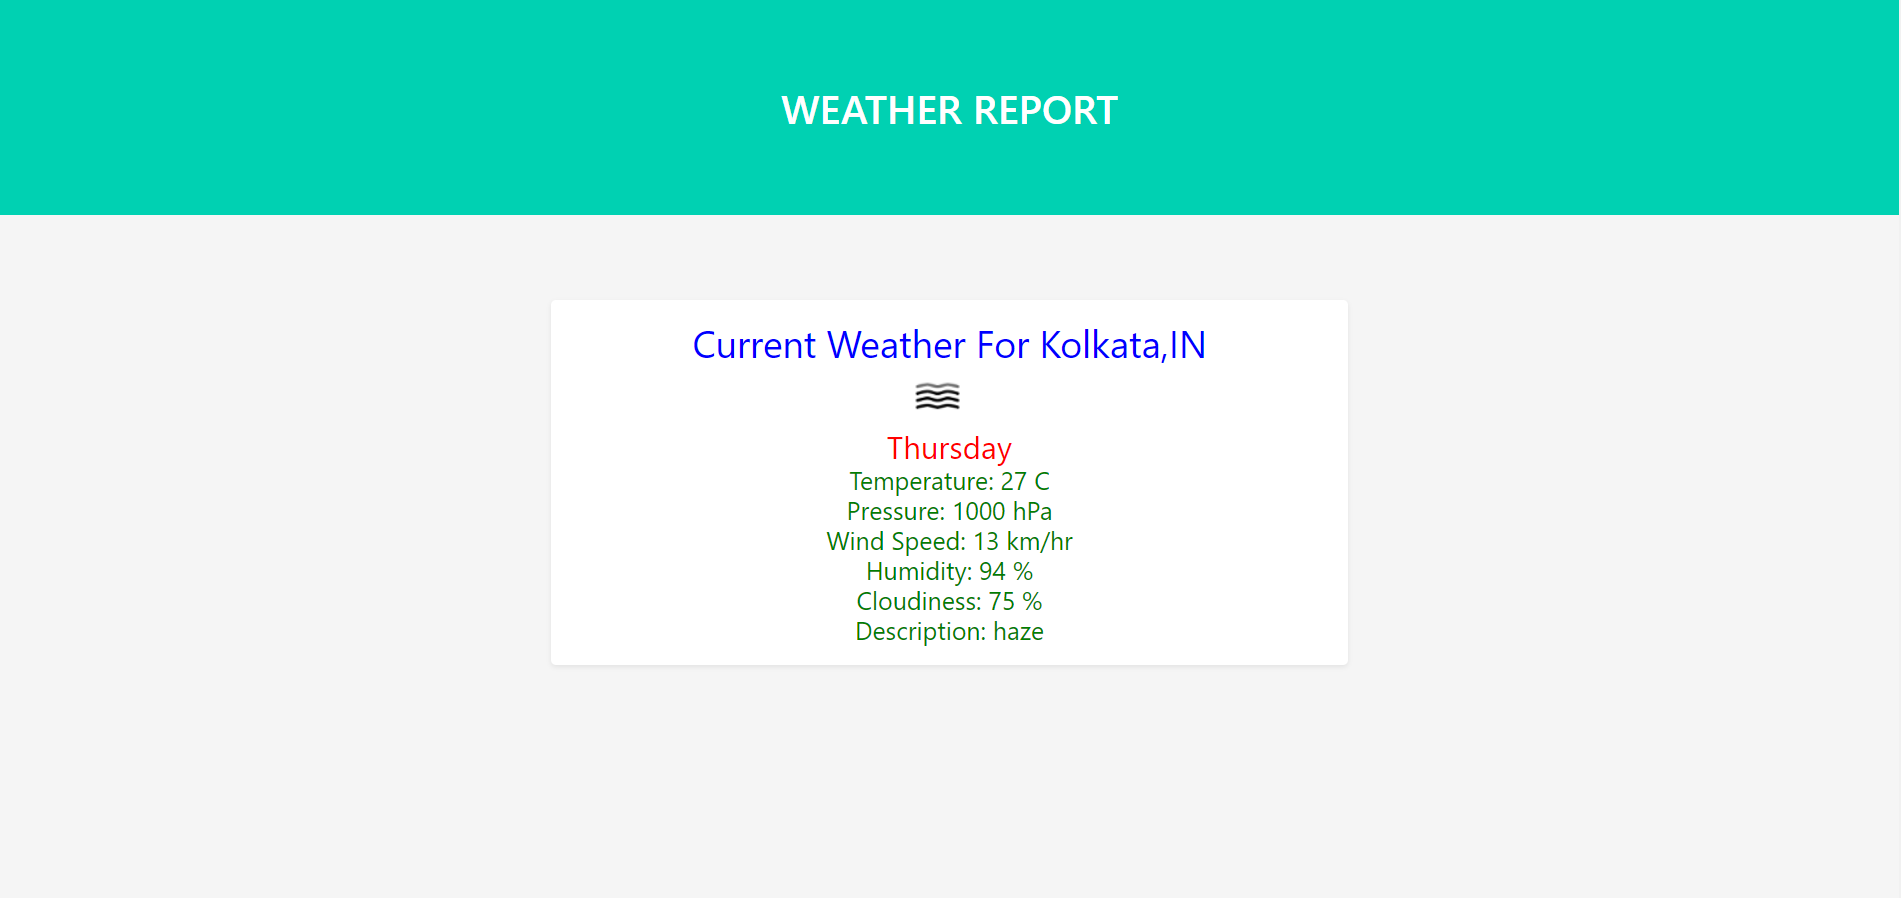 WEATHER REPORT
Current Weather For Kolkata,IN
Thursday
Temperature: 27 C
Pressure: 1000 hPa
Wind Speed: 13 km/hr
Humidity: 94 %
Cloudiness: 75 %
Description: haze